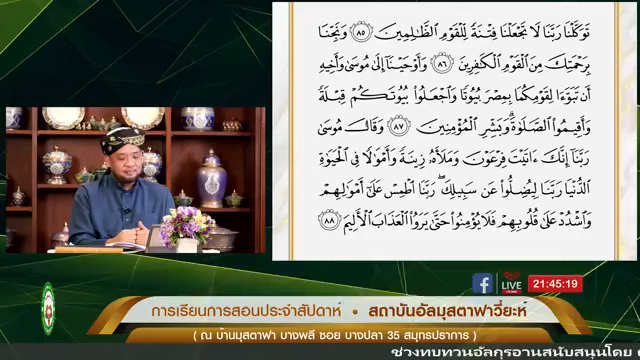 تَوَكَّلْنَا رَبَّنَا لَا تَجْعَلْنَا فِتْنَةً لِّلْقَوْمِ الظَّـٰلِمِينَ ٨٥ وَنَجِّنَا
بِرَحْمَتِكَ مِنَ الْقَوْمِ الْكَـٰفِرِينَ ٨٦ وَأَوْحَيْنَآ إِلَىٰ مُوسَىٰ وَأَخِيهِ
أَن تَبَوَّءَا لِقَوْمِكُمَا بِمِصْرَ بُيُوتًا وَاجْعَلُوا بُيُوتَكُمْ قِبْلَةً
وَأَقِيمُوا الصَّلَوٰةَ ۗ وَبَشِّرِ الْمُؤْمِنِينَ ٨٧ وَقَالَ مُوسَىٰ
رَبَّنَآ إِنَّكَ ءَاتَيْتَ فِرْعَوْنَ وَمَلَأَهُۥ زِينَةً وَأَمْوَٰلًا فِى الْحَيَوٰةِ
الدُّنْيَا رَبَّنَا لِيُضِلُّوا عَن سَبِيلِكَ ۖ رَبَّنَا اطْمِسْ عَلَىٰٓ أَمْوَٰلِهِمْ
وَاشْدُدْ عَلَىٰ قُلُوبِهِمْ فَلَا يُؤْمِنُوا حَتَّىٰ يَرَوُا الْعَذَابَ الْأَلِيمَ ٨٨
f LIVE 21:45:19
การเรียนการสอนประจำสัปดาห์ • สถาบันอัลมุสตาฟาวียะห์
( ณ บ้านมุสตาฟา บางพลี ซอย บางปลา 35 สมุทรปราการ )
ช่วงทบทวนอัลกุรอานสนับสนุนโดย